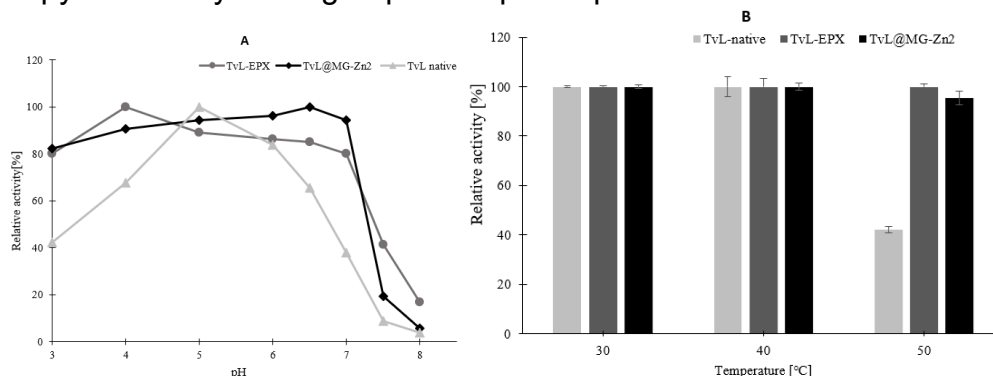 A
TvL-EPX TvL@MG-Zn2 TvL native
120
100
80
60
40
20
0
Relative activity[%]
3 4 5 6 7 8
pH
B
TvL-native TvL-EPX TvL@MG-Zn2
120
100
80
60
40
20
0
Relative activity [%]
30 40 50
Temperature [°C]